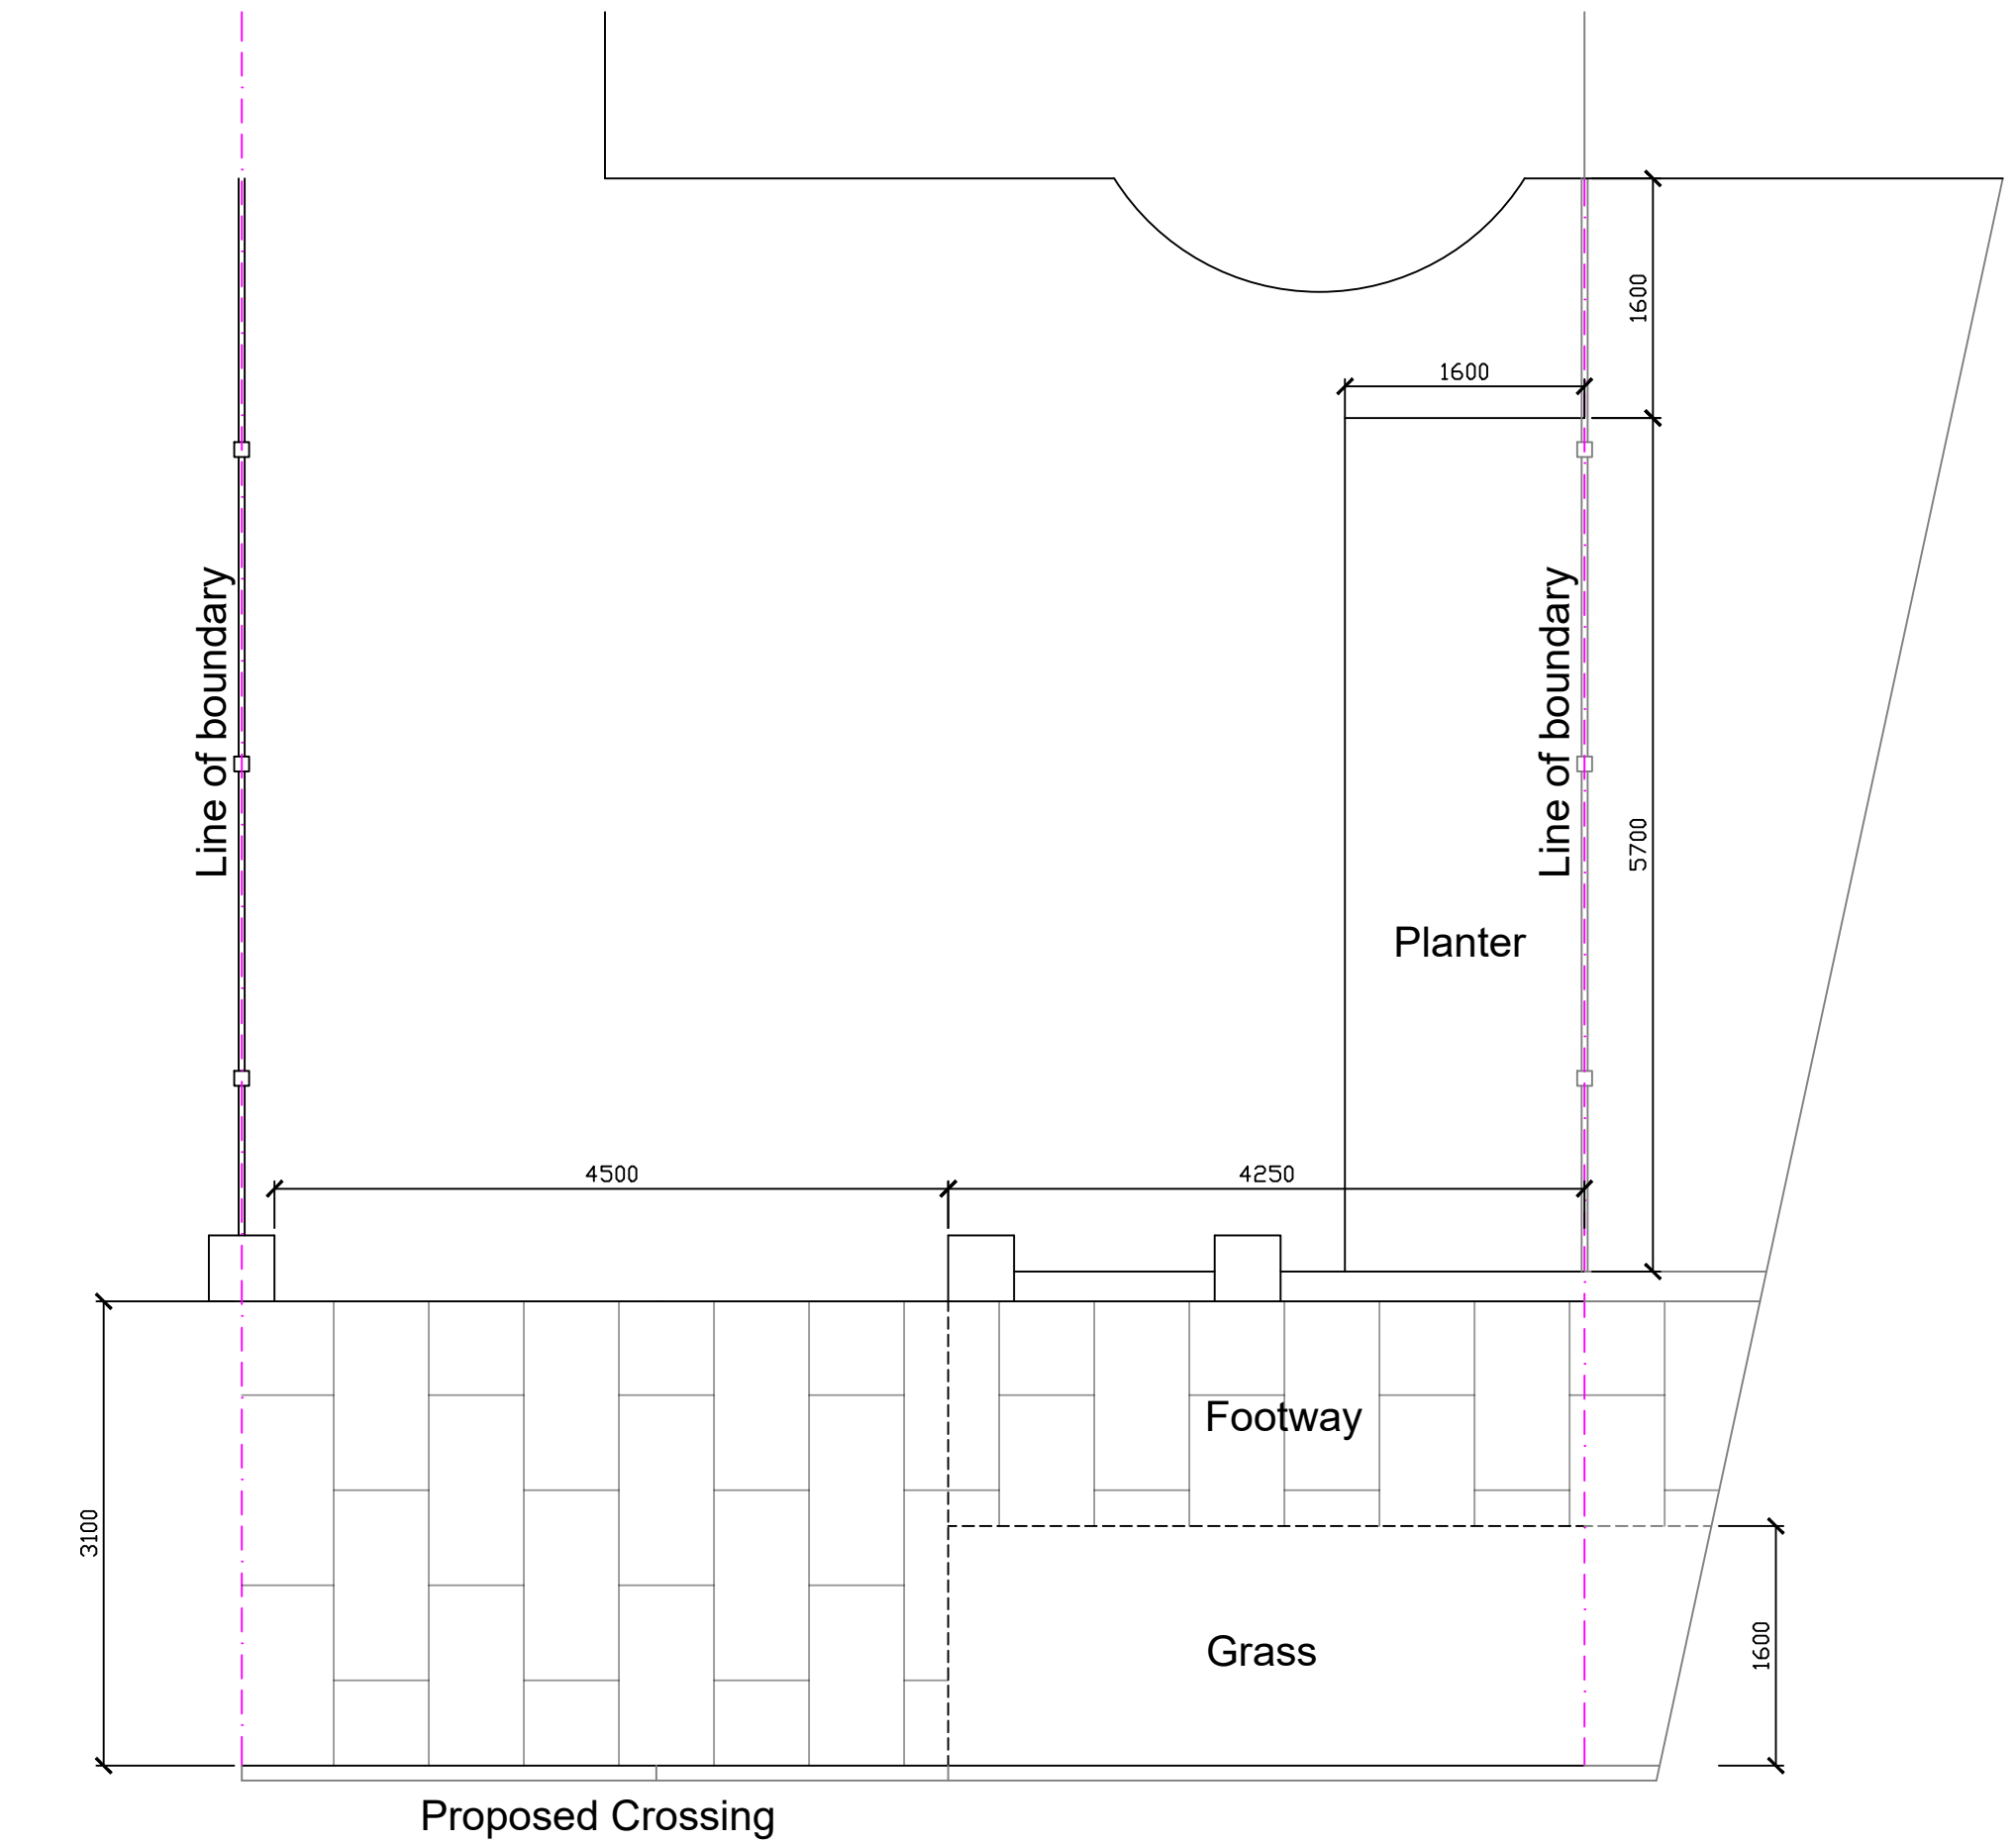 1600
1600
Line of boundary
Line of boundary
5700
Planter
4500
4250
Footway
3100
1600
Grass
Proposed Crossing